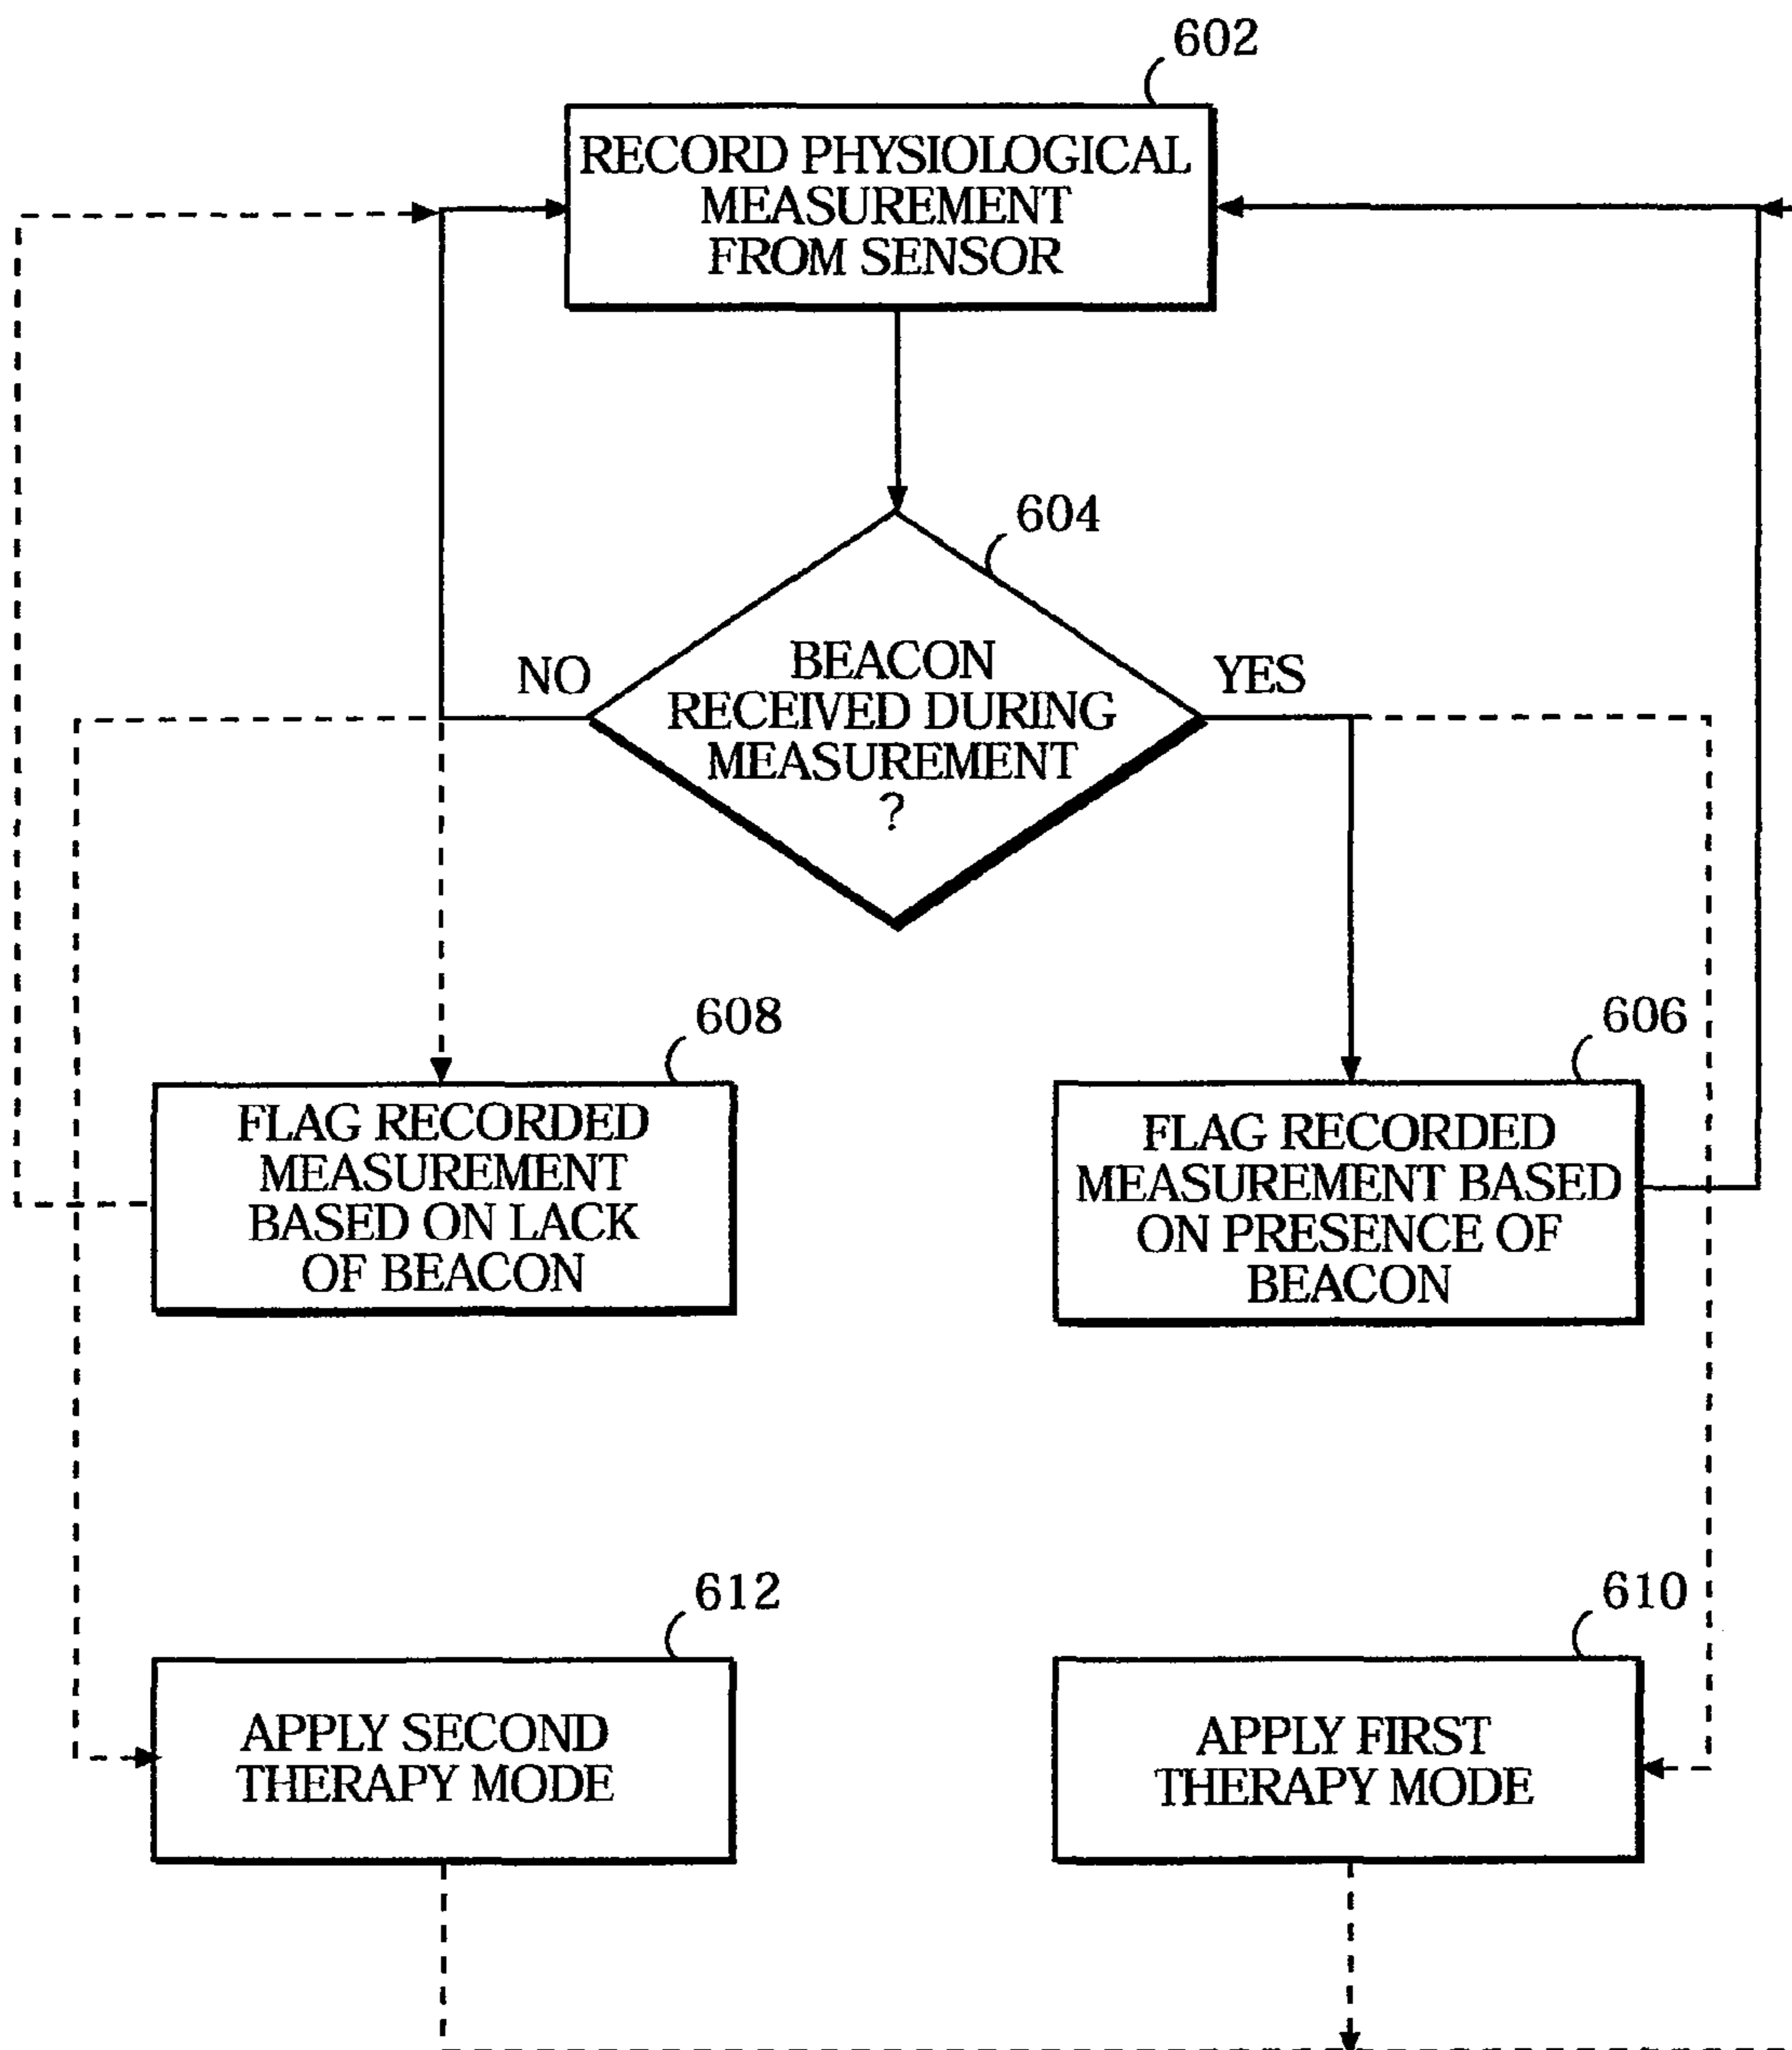 602
RECORD PHYSIOLOGICAL
MEASUREMENT
FROM SENSOR
604
NO
BEACON
RECEIVED DURING
MEASUREMENT
?
YES
608
FLAG RECORDED
MEASUREMENT
BASED ON LACK
OF BEACON
606
FLAG RECORDED
MEASUREMENT BASED
ON PRESENCE OF
BEACON
612
APPLY SECOND
THERAPY MODE
610
APPLY FIRST
THERAPY MODE